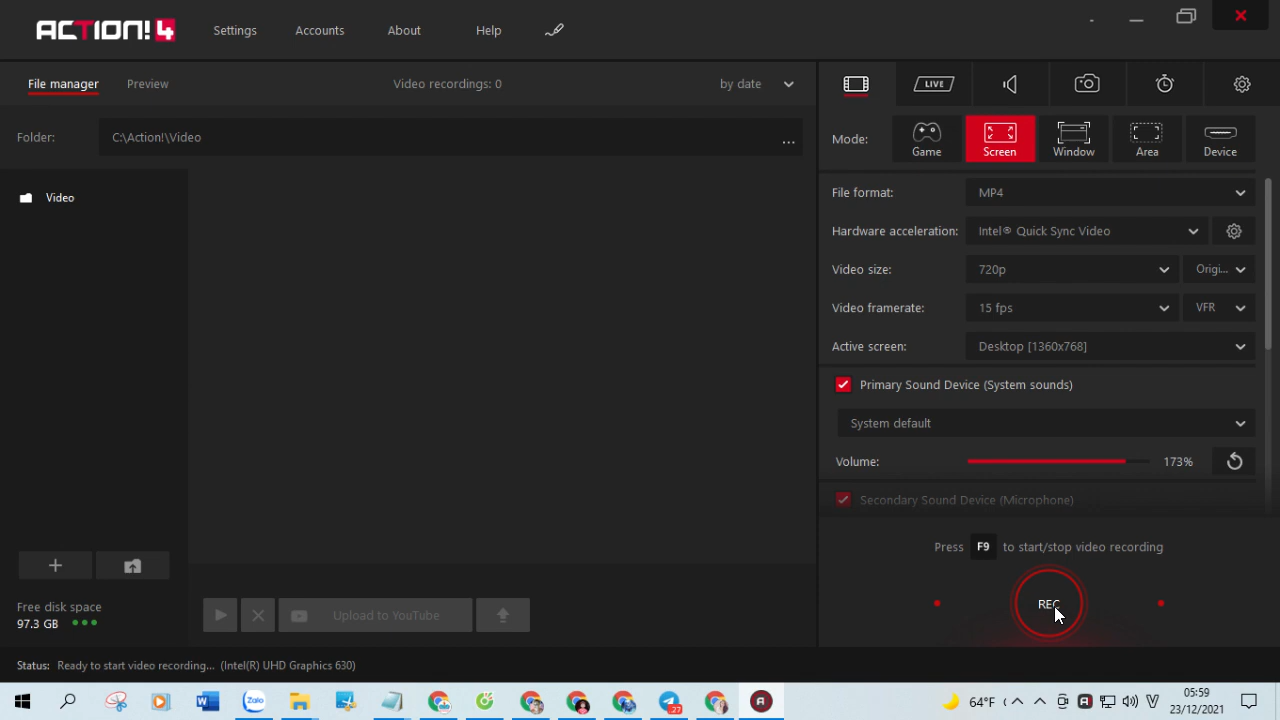 ACTION! 4 Settings Accounts About Help
File manager Preview Video recordings: 0 by date
LIVE
Folder: C:\Action!\Video ...
Mode: Game Screen Window Area Device
Video
File format: MP4
Hardware acceleration: Intel® Quick Sync Video
Video size: 720p Origi...
Video framerate: 15 fps VFR
Active screen: Desktop [1360x768]
Primary Sound Device (System sounds)
System default
Volume: 173%
Secondary Sound Device (Microphone)
Press F9 to start/stop video recording
REC
Free disk space
97.3 GB
Upload to YouTube
Status: Ready to start video recording... (Intel(R) UHD Graphics 630)
Zalo
27
64°F
05:59
23/12/2021